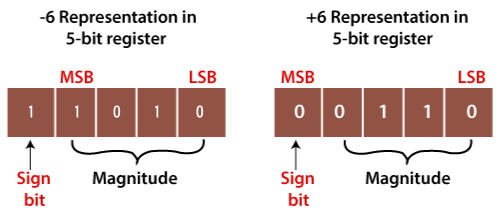 -6 Representation in
5-bit register
MSB LSB
1 1 0 1 0
Sign
bit
Magnitude
+6 Representation in
5-bit register
MSB LSB
0 0 1 1 0
Sign
bit
Magnitude